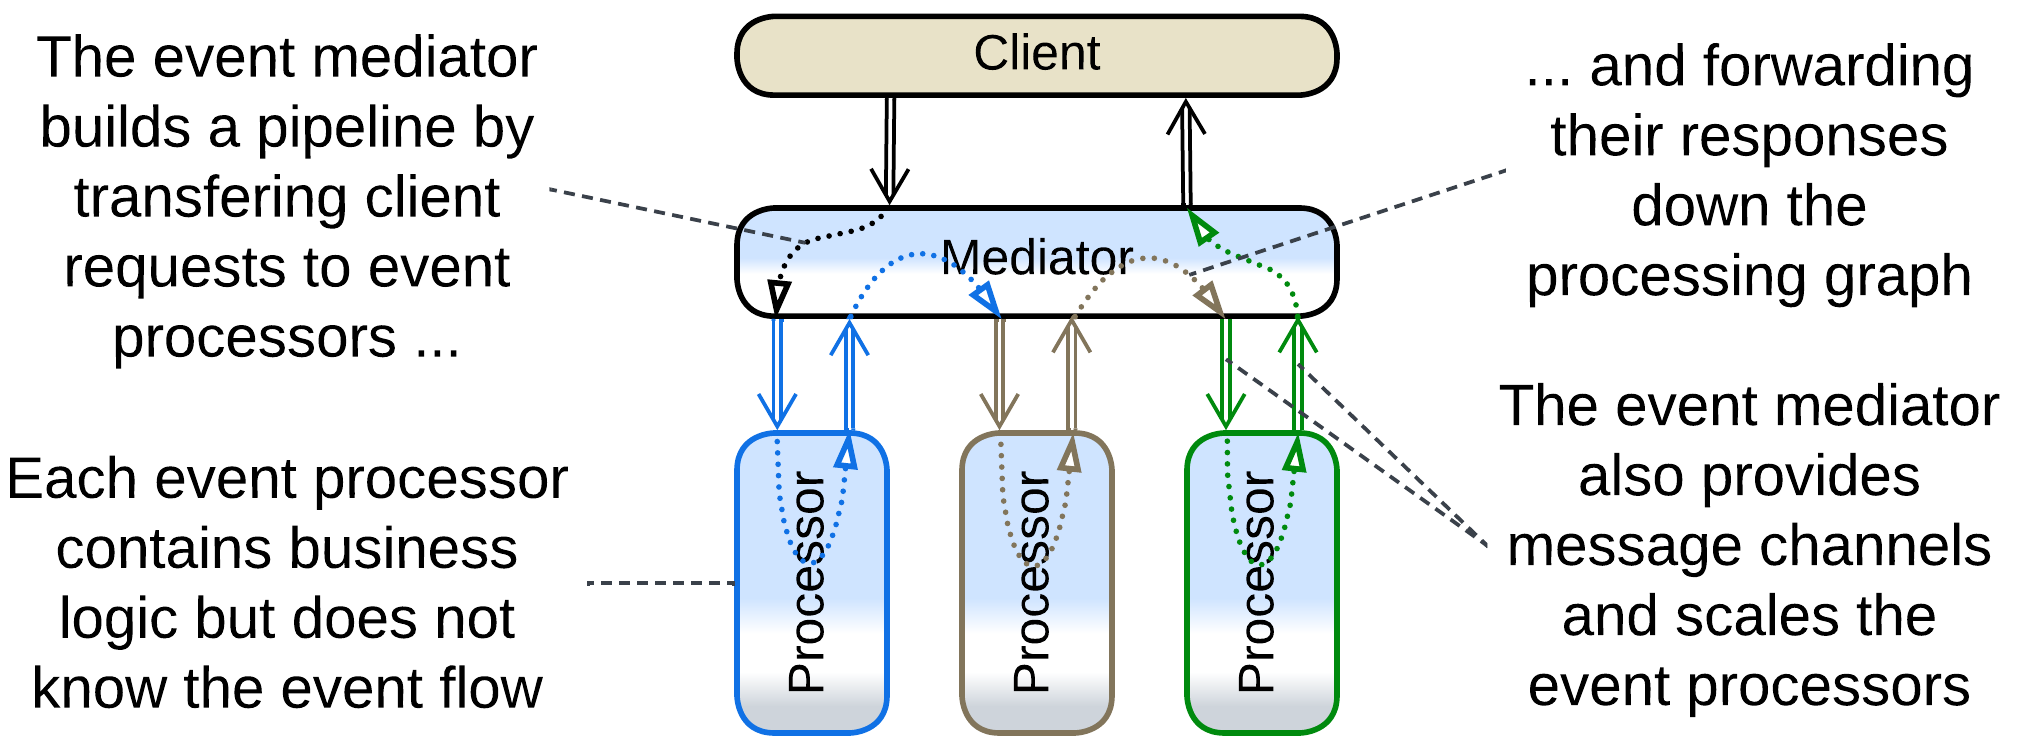 The event mediator
builds a pipeline by
transfering client
requests to event
processors ...
Each event processor
contains business
logic but does not
know the event flow
Client
Mediator
Processor
Processor
Processor
... and forwarding
their responses
down the
processing graph
The event mediator
also provides
message channels
and scales the
event processors